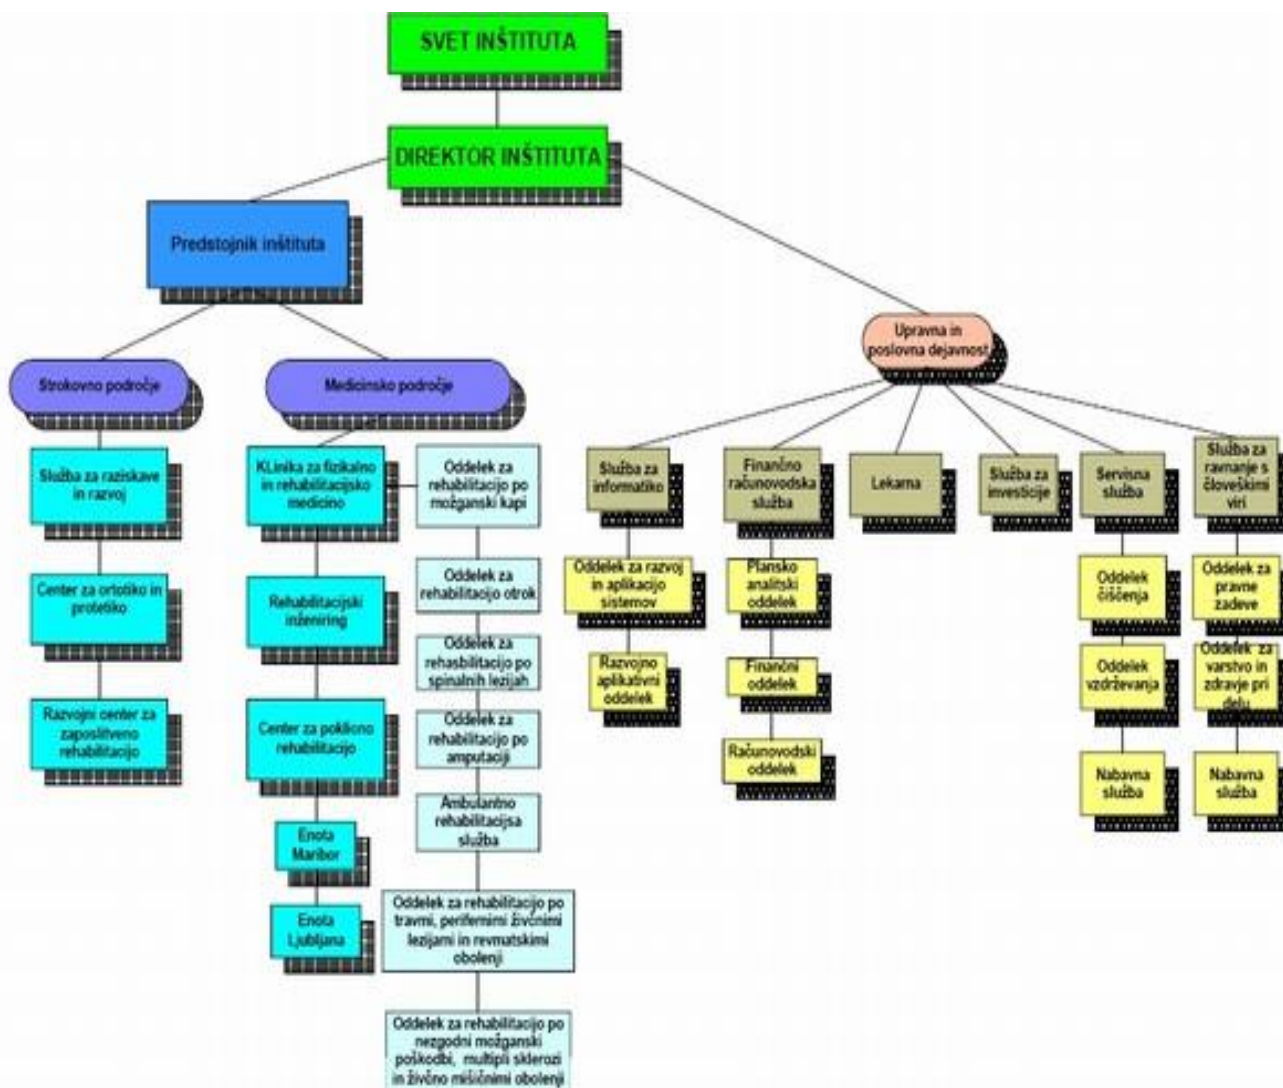 SVET INŠTITUTA
DIREKTOR INŠTITUTA
Predstojnik inštituta
Upravna in
poslovna dejavnost
Strokovno področje
Medicinsko področje
Služba za raziskave
in razvoj
Center za ortotiko in
protetiko
Razvojni center za
zaposlitveno
rehabilitacijo
KLinika za fizikalno
in rehabilitacijsko
medicino
Rehabilitacijski
inženiring
Center za poklicno
rehabilitacijo
Enota
Maribor
Enota
Ljubljana
Oddelek za
rehabilitacijo po
možganski kapi
Oddelek za
rehabilitacijo otrok
Oddelek za
rehasbilitacijo po
spinalnih lezijah
Oddelek za
rehabilitacijo po
amputaciji
Ambulantno
rehabilitacijsa
služba
Oddelek za rehabilitacijo po
travmi, perifernimi živčnimi
lezijami in revmatskimi
obolenji
Oddelek za rehabilitacijo po
nezgodni možganski
poškodbi, multipli sklerozi
in živčno mišičnimi obolenji
Služba za
informatiko
Oddelek za razvoj
in aplikacijo
sistemov
Razvojno
aplikativni
oddelek
Finančno
računovodska
služba
Plansko
analitski
oddelek
Finančni
oddelek
Računovodski
oddelek
Lekarna
Služba za
investicije
Servisna
služba
Oddelek
čiščenja
Oddelek
vzdrževanja
Nabavna
služba
Služba za
ravnanje s
človeškimi
viri
Oddelek za
pravne
zadeve
Oddelek za
varstvo in
zdravje pri
delu
Nabavna
služba